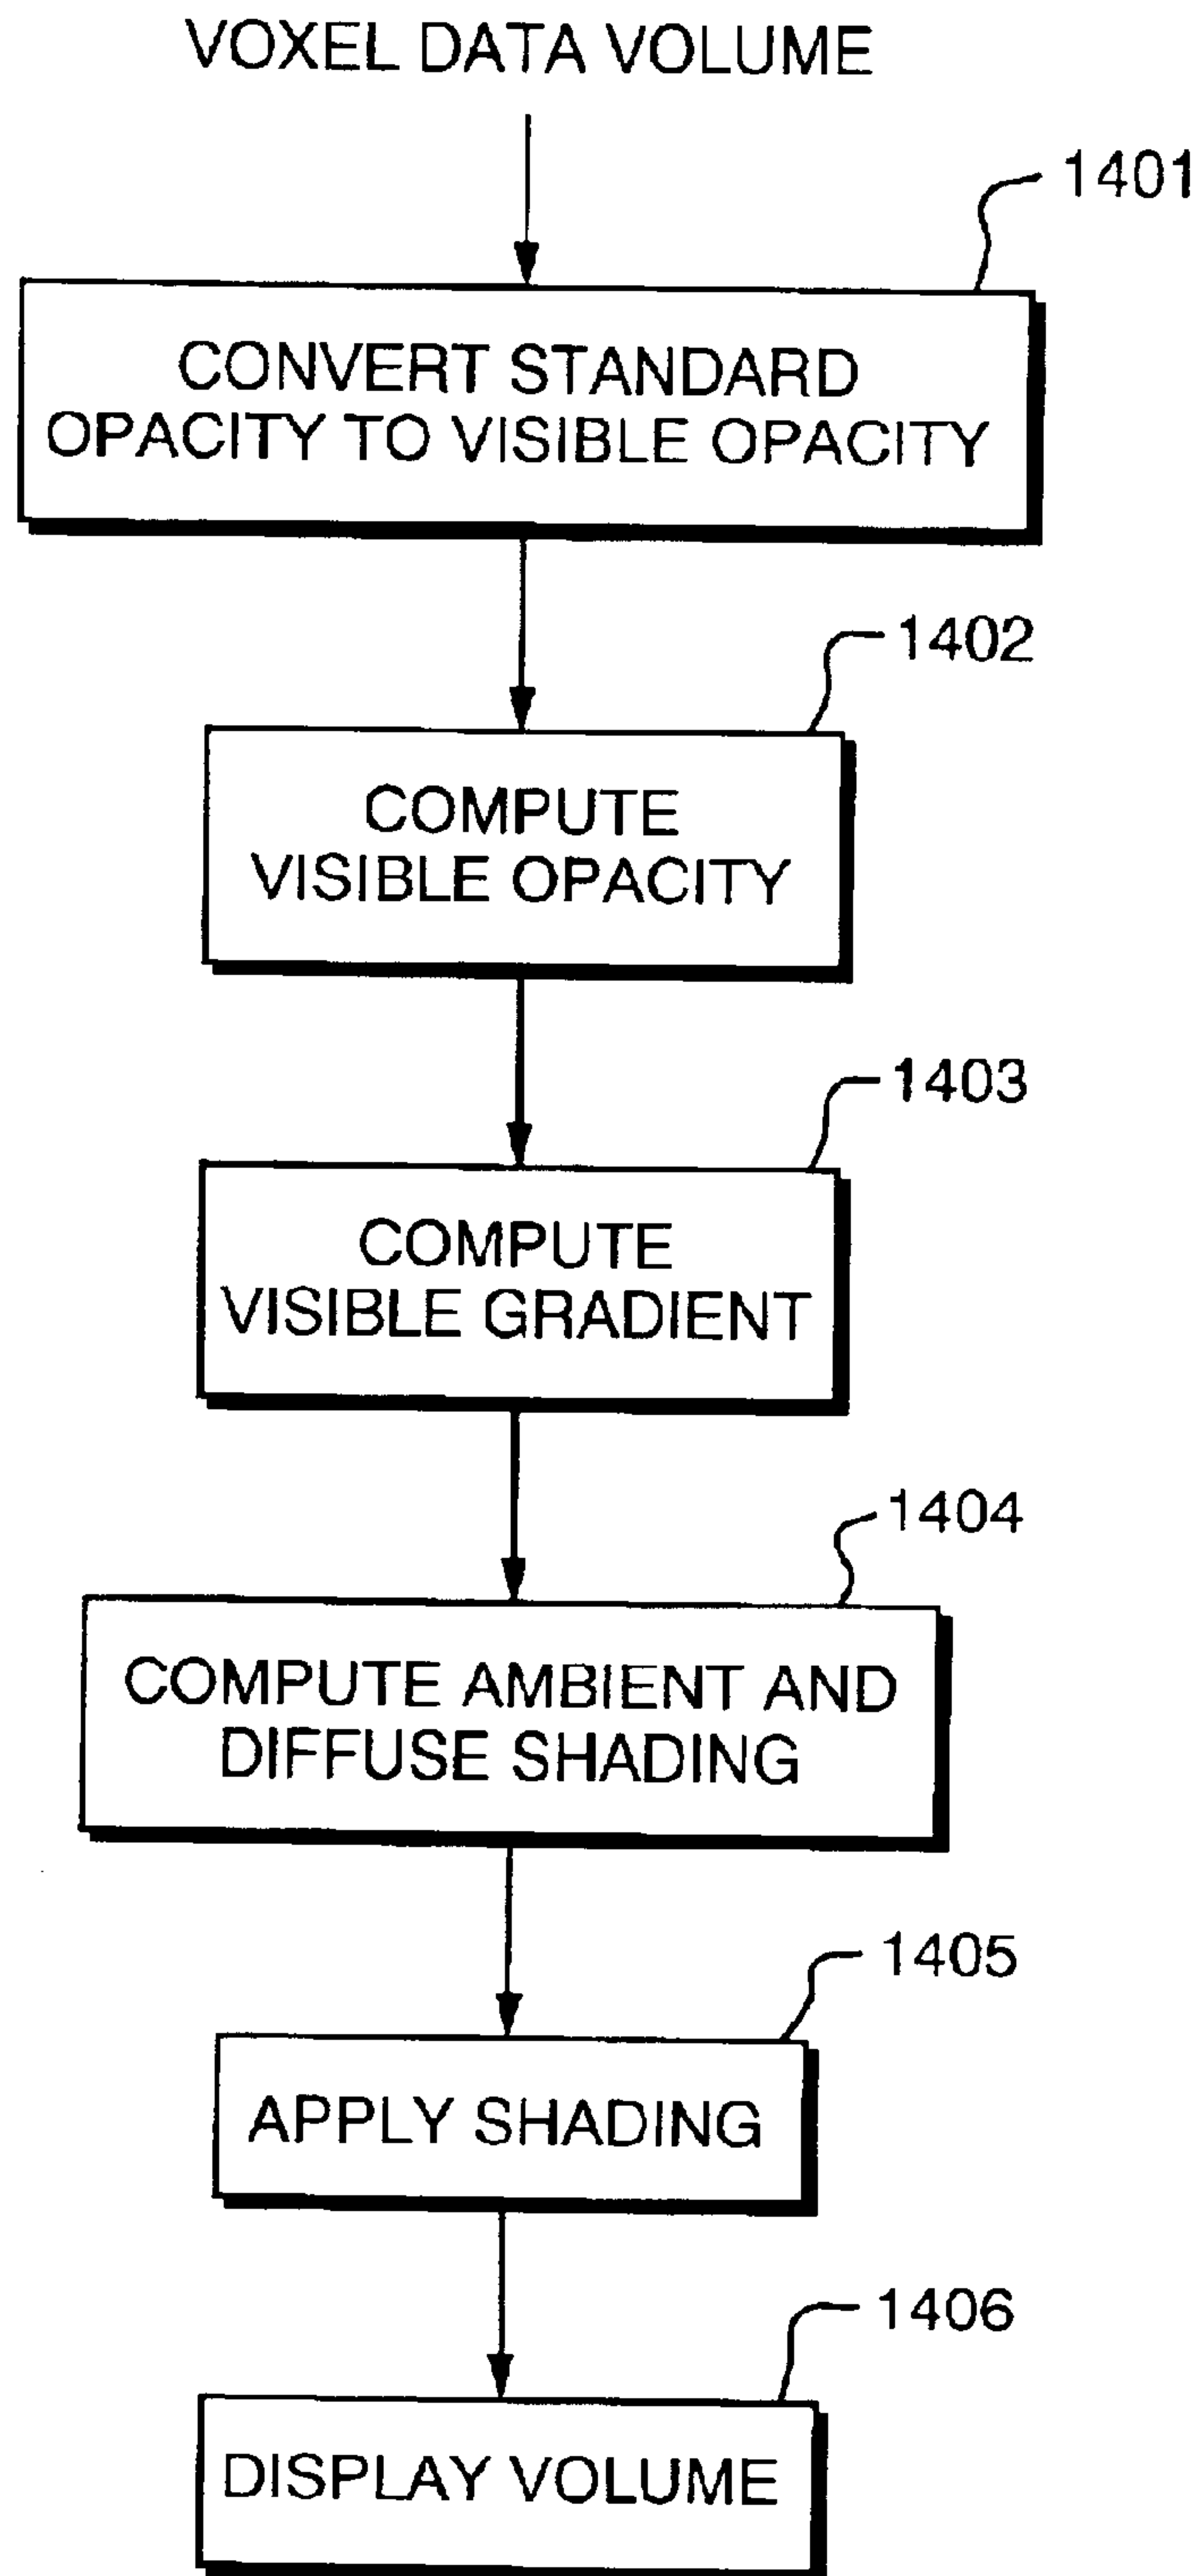 VOXEL DATA VOLUME
1401
CONVERT STANDARD
OPACITY TO VISIBLE OPACITY
1402
COMPUTE
VISIBLE OPACITY
1403
COMPUTE
VISIBLE GRADIENT
1404
COMPUTE AMBIENT AND
DIFFUSE SHADING
1405
APPLY SHADING
1406
DISPLAY VOLUME